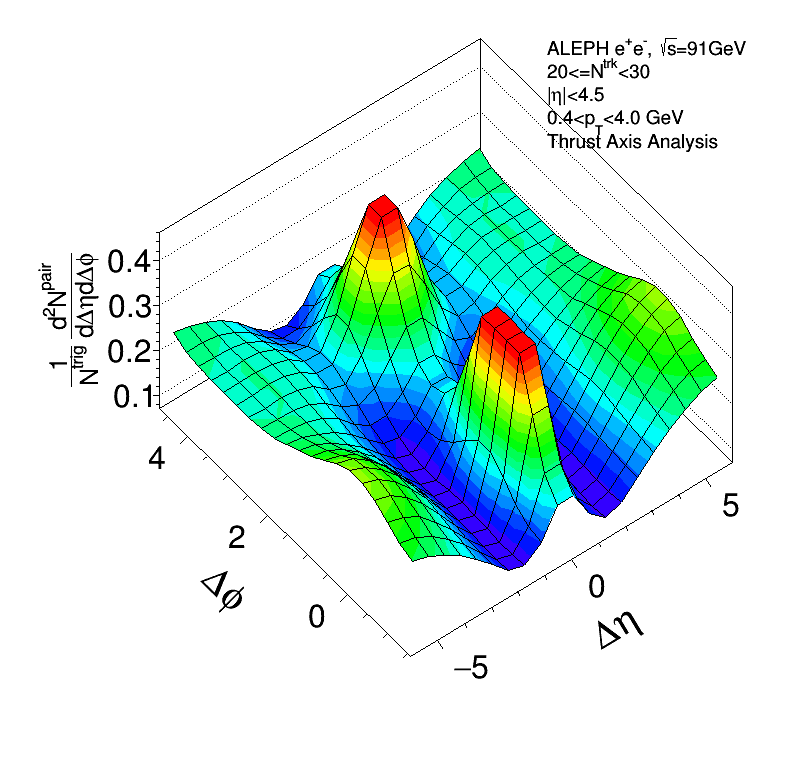 ALEPH e⁺e⁻, √s=91GeV
20<=Nᵗʳᵏ<30
|η|<4.5
0.4<p_T<4.0 GeV
Thrust Axis Analysis
1/N^trig d²N^pair/dΔηdΔφ
0.4
0.3
0.2
0.1
4
2
0
Δφ
−5
0
5
Δη